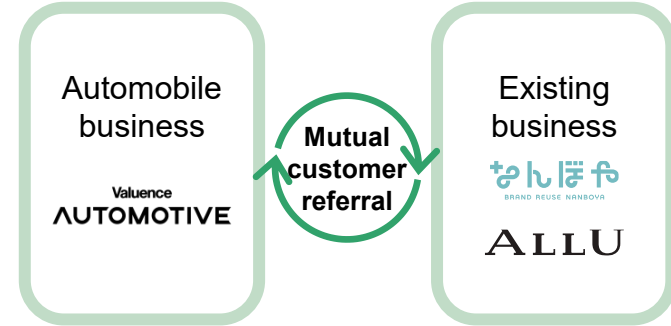 Automobile
business
Valuence
AUTOMOTIVE
Mutual
customer
referral
Existing
business
なんぼや
BRAND REUSE NANBOYA
ALLU